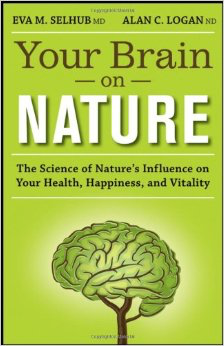 EVA M. SELHUB MD ALAN C. LOGAN ND
Your Brain
on
NATURE
The Science of Nature's Influence on
Your Health, Happiness, and Vitality